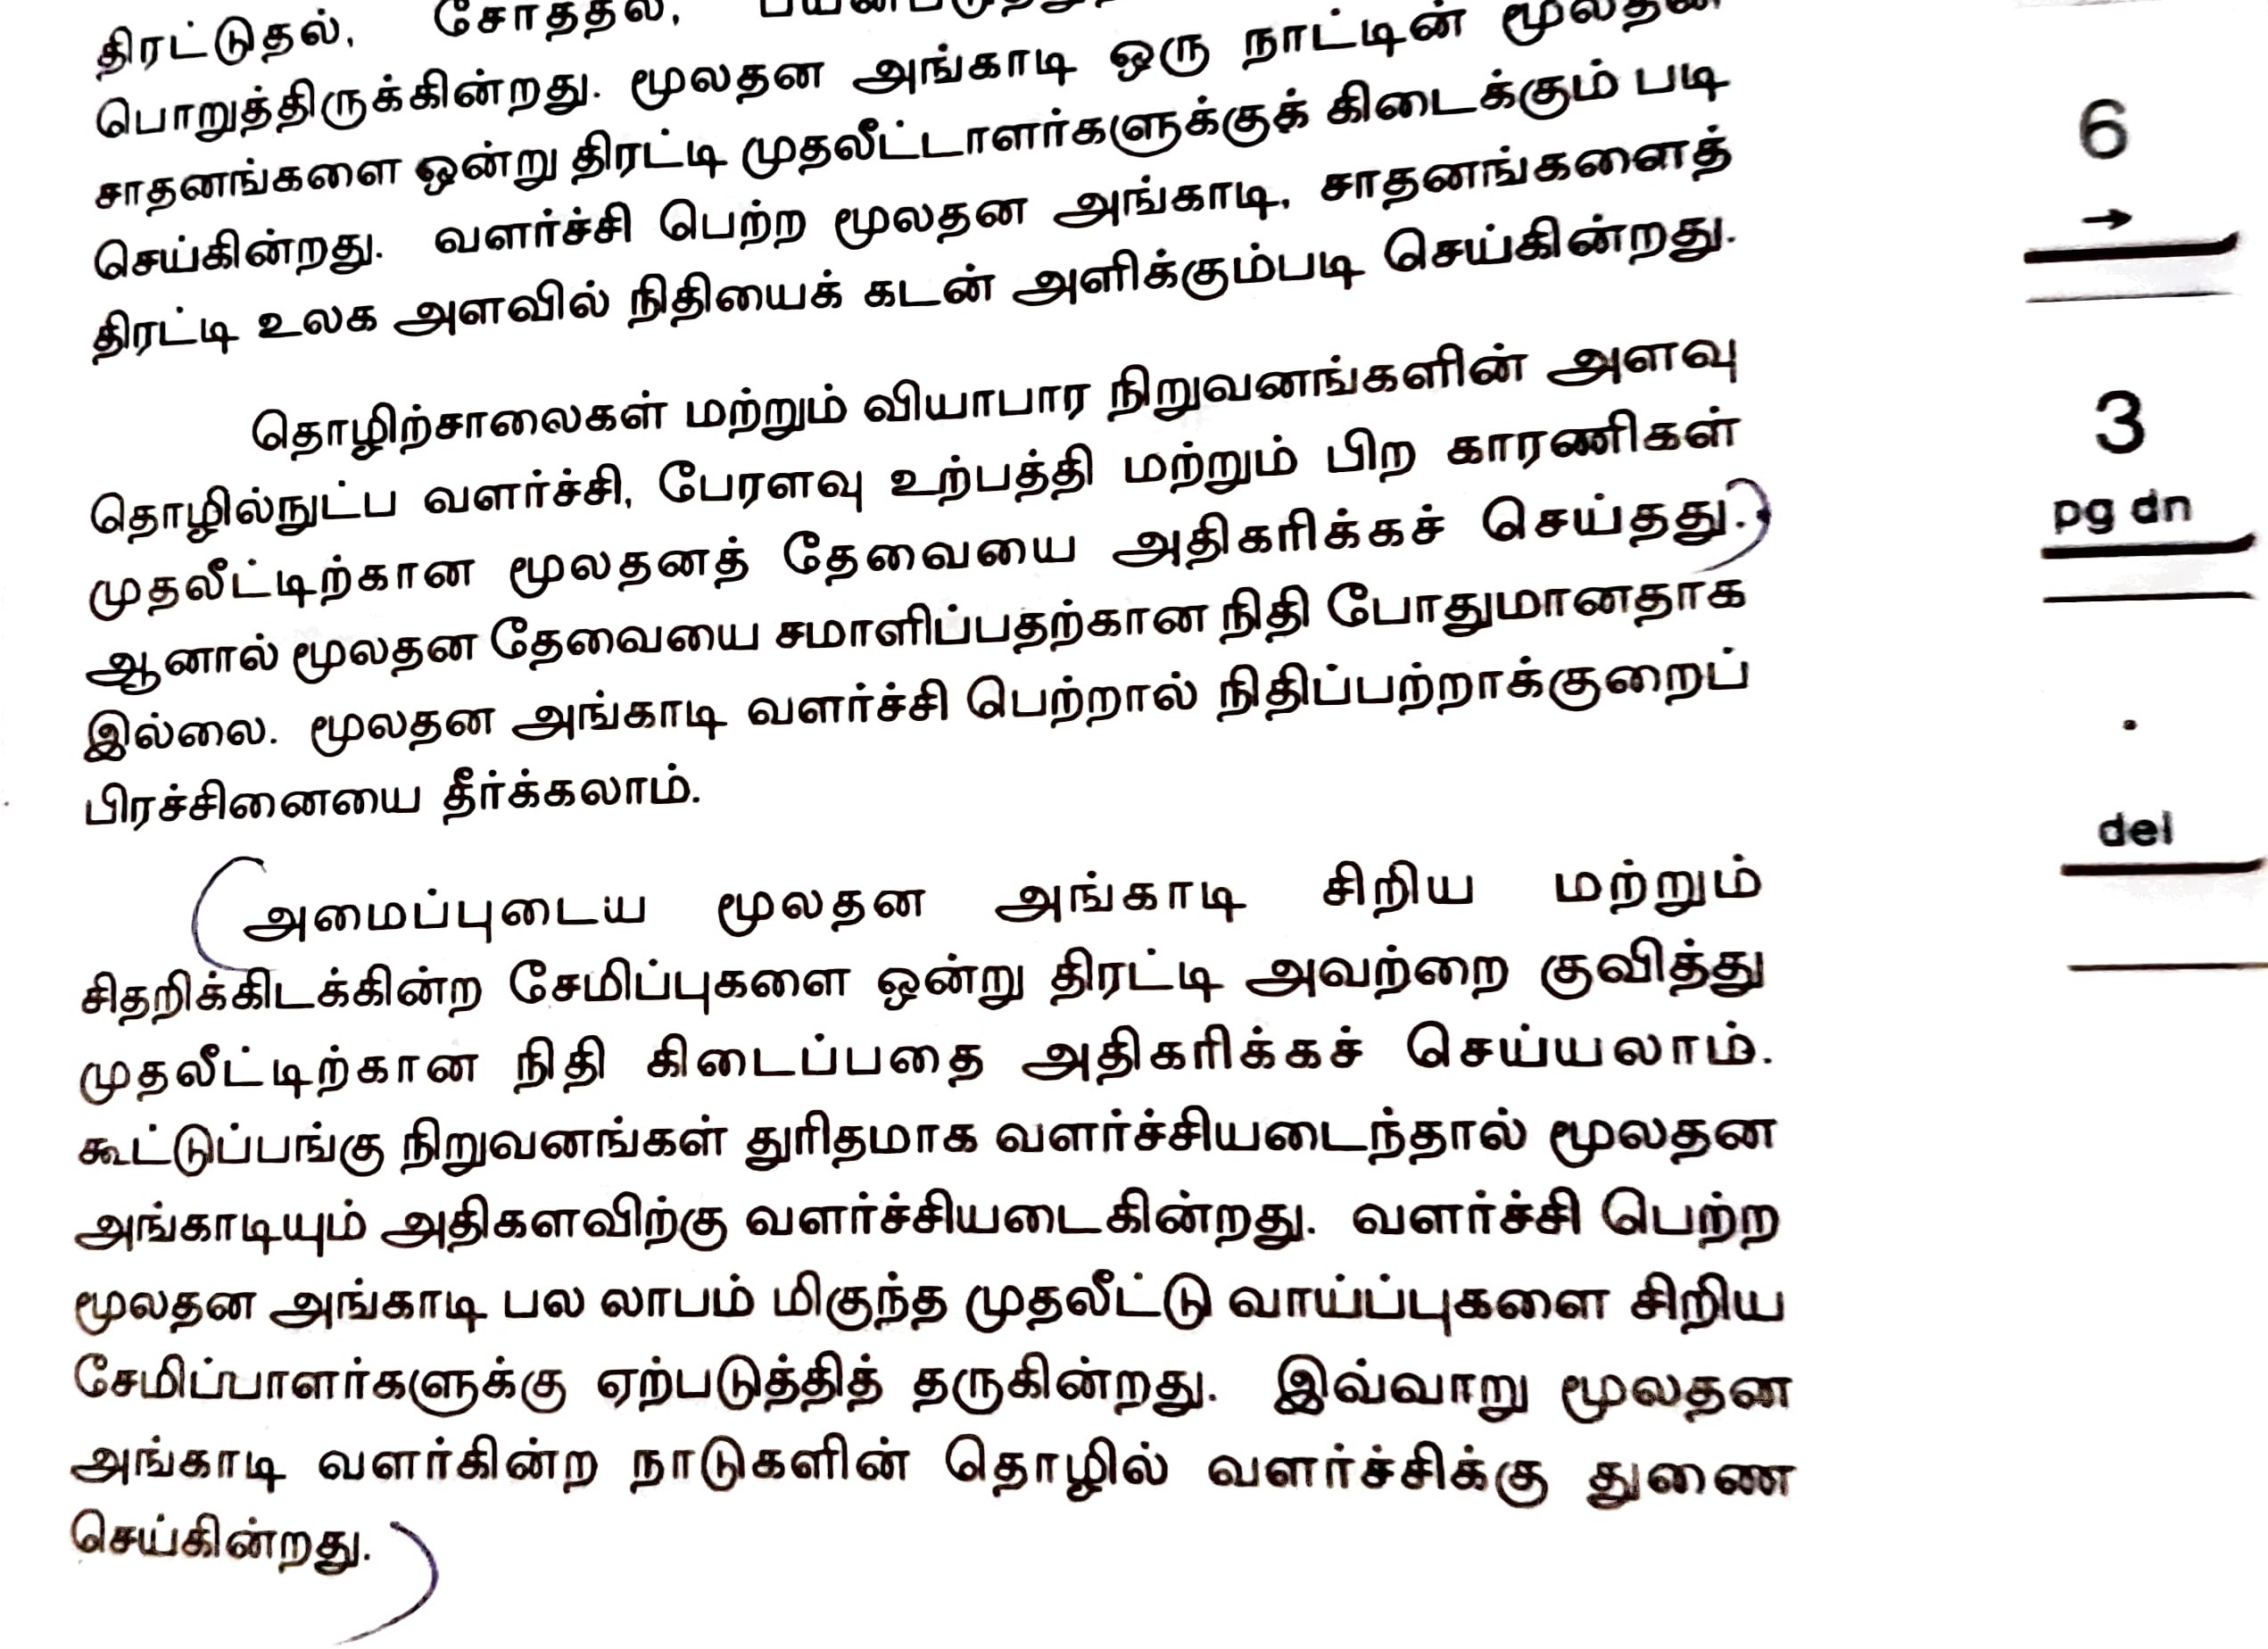 திரட்டுதல்,
பொறுத்திருக்கின்றது. மூலதன அங்காடி ஒரு நாட்டின் மூலதன
சாதனங்களை ஒன்று திரட்டி முதலீட்டாளர்களுக்குக் கிடைக்கும் படி
செய்கின்றது. வளர்ச்சி பெற்ற மூலதன அங்காடி, சாதனங்களைத்
திரட்டி உலக அளவில் நிதியைக் கடன் அளிக்கும்படி செய்கின்றது.
தொழிற்சாலைகள் மற்றும் வியாபார நிறுவனங்களின் அளவு
தொழில்நுட்ப வளர்ச்சி, பேரளவு உற்பத்தி மற்றும் பிற காரணிகள்
முதலீட்டிற்கான மூலதனத் தேவையை அதிகரிக்கச் செய்தது.
ஆனால் மூலதன தேவையை சமாளிப்பதற்கான நிதி போதுமானதாக
இல்லை. மூலதன அங்காடி வளர்ச்சி பெற்றால் நிதிப்பற்றாக்குறைப்
பிரச்சினையை தீர்க்கலாம்.
அமைப்புடைய மூலதன அங்காடி சிறிய மற்றும்
சிதறிக்கிடக்கின்ற சேமிப்புகளை ஒன்று திரட்டி அவற்றை குவித்து
முதலீட்டிற்கான நிதி கிடைப்பதை அதிகரிக்கச் செய்யலாம்.
கூட்டுப்பங்கு நிறுவனங்கள் துரிதமாக வளர்ச்சியடைந்தால் மூலதன
அங்காடியும் அதிகளவிற்கு வளர்ச்சியடைகின்றது. வளர்ச்சி பெற்ற
மூலதன அங்காடி பல லாபம் மிகுந்த முதலீட்டு வாய்ப்புகளை சிறிய
சேமிப்பாளர்களுக்கு ஏற்படுத்தித் தருகின்றது. இவ்வாறு மூலதன
அங்காடி வளர்கின்ற நாடுகளின் தொழில் வளர்ச்சிக்கு துணை
செய்கின்றது.
6
→
3
pg dn
.
del